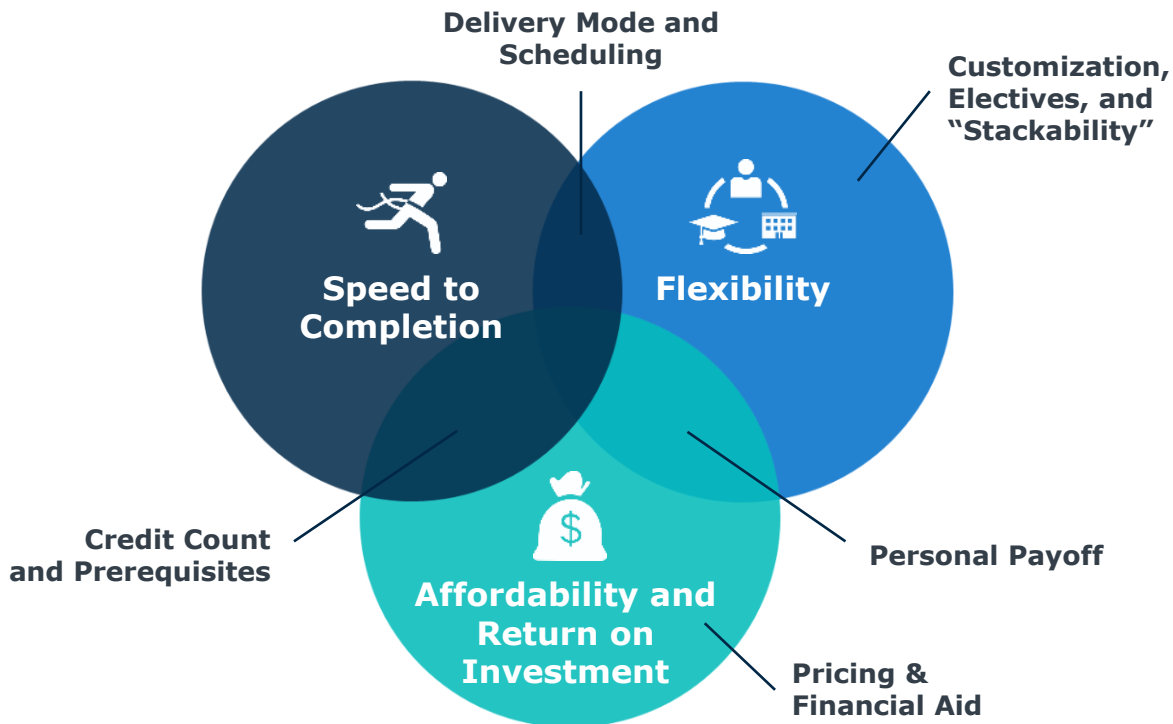 Delivery Mode and
Scheduling
Customization,
Electives, and
“Stackability”
Speed to
Completion
Flexibility
Credit Count
and Prerequisites
Personal Payoff
$
Affordability and
Return on
Investment
Pricing &
Financial Aid